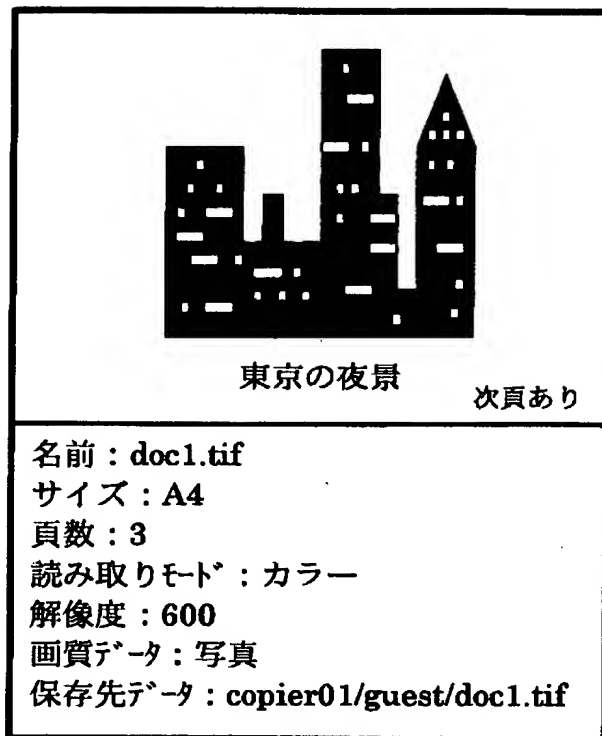 東京の夜景
次頁あり
名前：doc1.tif
サイズ：A4
頁数：3
読み取りﾓｰﾄﾞ：カラー
解像度：600
画質ﾃﾞｰﾀ：写真
保存先ﾃﾞｰﾀ：copier01/guest/doc1.tif